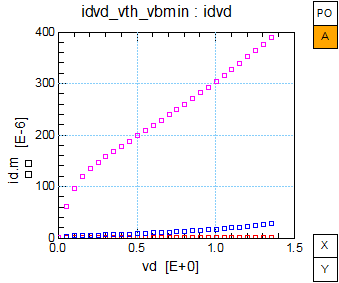 idvd_vth_vbmin : idvd
PO
A
400
300
200
100
0
id.m [E-6]
0.0
0.5
1.0
1.5
vd [E+0]
X
Y